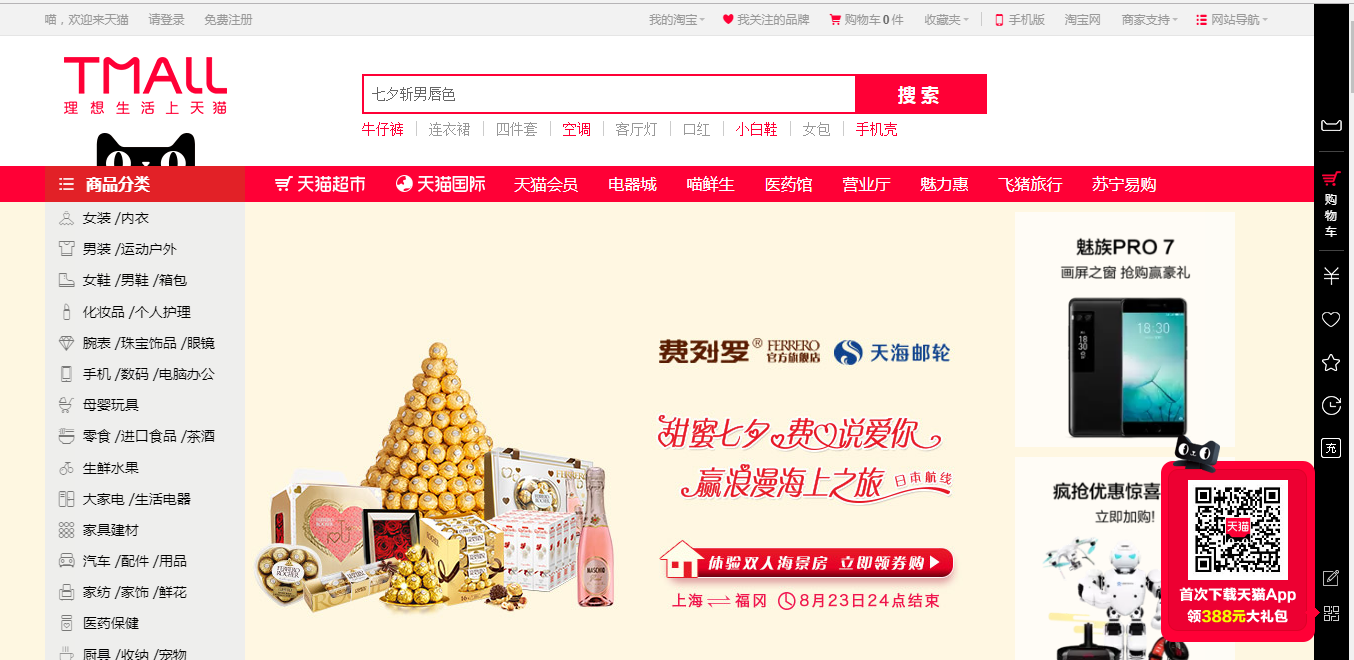 喵，欢迎来天猫 请登录 免费注册 我的淘宝 我关注的品牌 购物车0件 收藏夹 手机版 淘宝网 商家支持 网站导航
TMALL
理想生活上天猫
七夕斩男唇色 搜索
牛仔裤 连衣裙 四件套 空调 客厅灯 口红 小白鞋 女包 手机壳
商品分类 天猫超市 天猫国际 天猫会员 电器城 喵鲜生 医药馆 营业厅 魅力惠 飞猪旅行 苏宁易购
女装 /内衣
男装 /运动户外
女鞋 /男鞋 /箱包
化妆品 /个人护理
腕表 /珠宝饰品 /眼镜
手机 /数码 /电脑办公
母婴玩具
零食 /进口食品 /茶酒
生鲜水果
大家电 /生活电器
家具建材
汽车 /配件 /用品
家纺 /家饰 /鲜花
医药保健
厨具 /收纳 /宠物
费列罗® FERRERO 官方旗舰店 天海邮轮
甜蜜七夕 费心说爱你
赢浪漫海上之旅 日本航线
体验双人海景房 立即领券购
上海 福冈 8月23日24点结束
FERRERO
FERRERO
ROCHER
魅族PRO 7
画屏之窗 抢购赢豪礼
18:30
18
30
疯抢优惠惊喜
立即加购!
天猫
首次下载天猫App
领388元大礼包
购物车
充